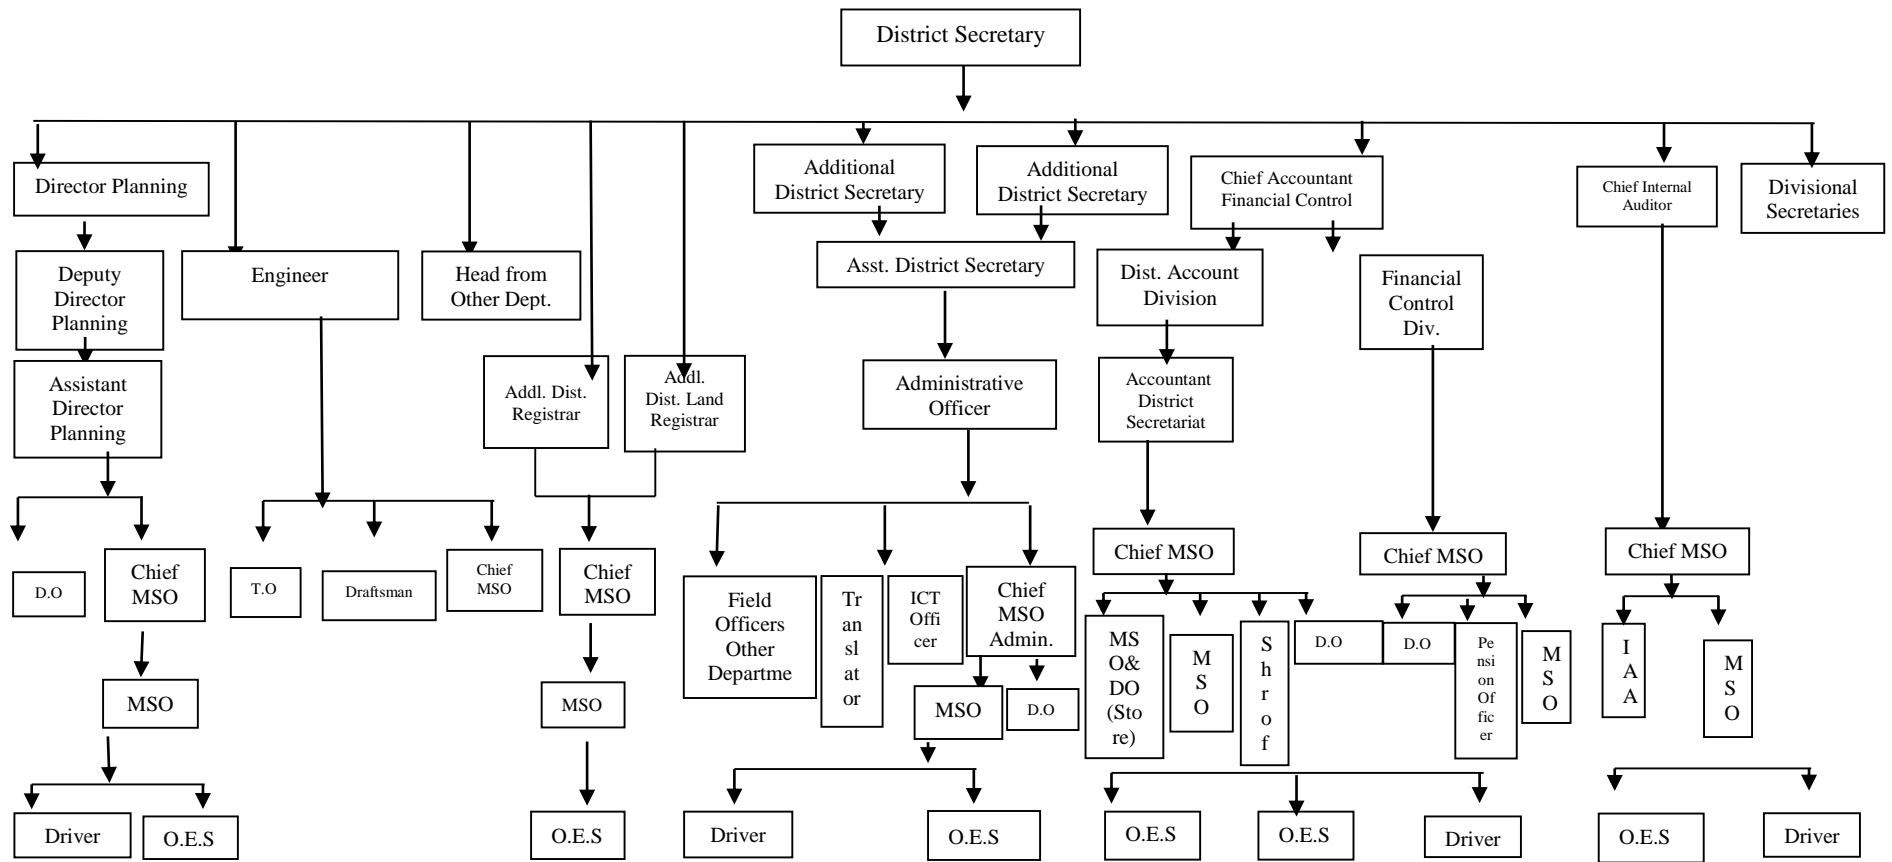 District Secretary
Director Planning
Additional
District Secretary
Additional
District Secretary
Chief Accountant
Financial Control
Chief Internal
Auditor
Divisional
Secretaries
Deputy
Director
Planning
Engineer
Head from
Other Dept.
Asst. District Secretary
Dist. Account
Division
Financial
Control
Div.
Assistant
Director
Planning
Addl. Dist.
Registrar
Addl.
Dist. Land
Registrar
Administrative
Officer
Accountant
District
Secretariat
D.O
Chief
MSO
T.O
Draftsman
Chief
MSO
Chief
MSO
Field
Officers
Other
Departme
Tr
an
sl
at
or
ICT
Offi
cer
Chief
MSO
Admin.
Chief MSO
Chief MSO
Chief MSO
MS
O&
DO
(Sto
re)
M
S
O
S
h
r
o
f
D.O
D.O
Pe
nsi
on Of
fic
er
M
S
O
I
A
A
M
S
O
MSO
MSO
MSO
D.O
Driver
O.E.S
O.E.S
Driver
O.E.S
O.E.S
O.E.S
Driver
O.E.S
Driver